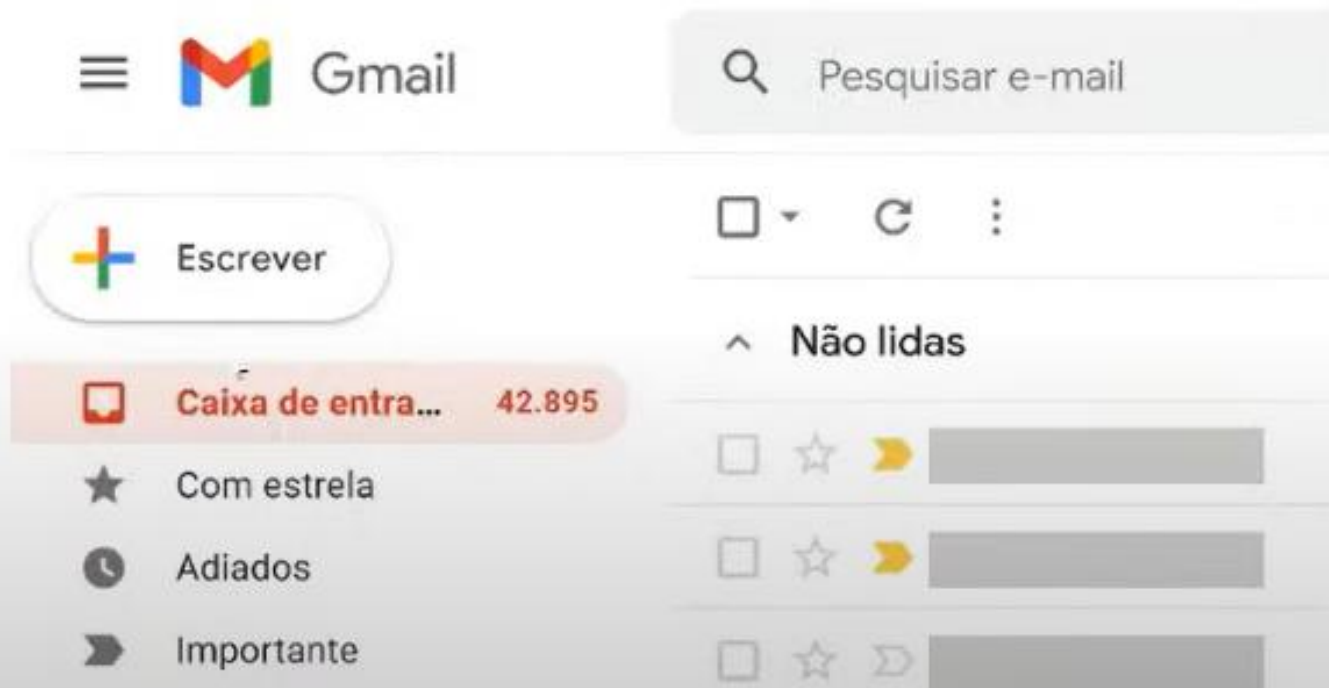 Gmail
Pesquisar e-mail
Escrever
Não lidas
Caixa de entra... 42.895
Com estrela
Adiados
Importante